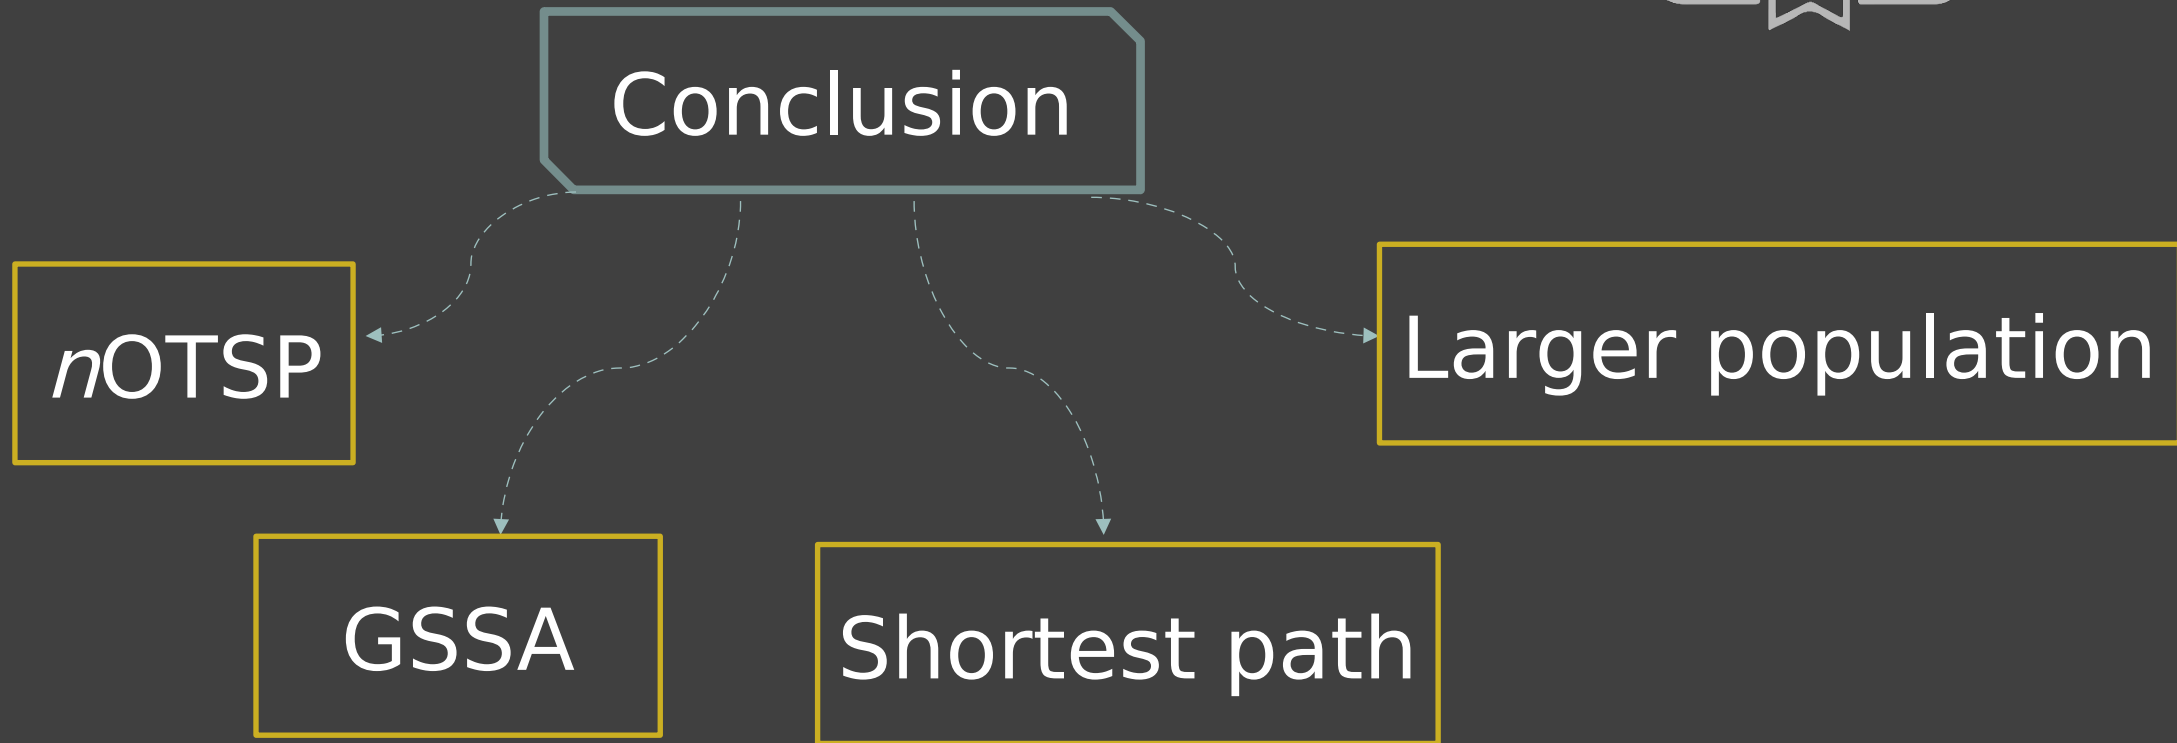 Conclusion
nOTSP
GSSA
Shortest path
Larger population